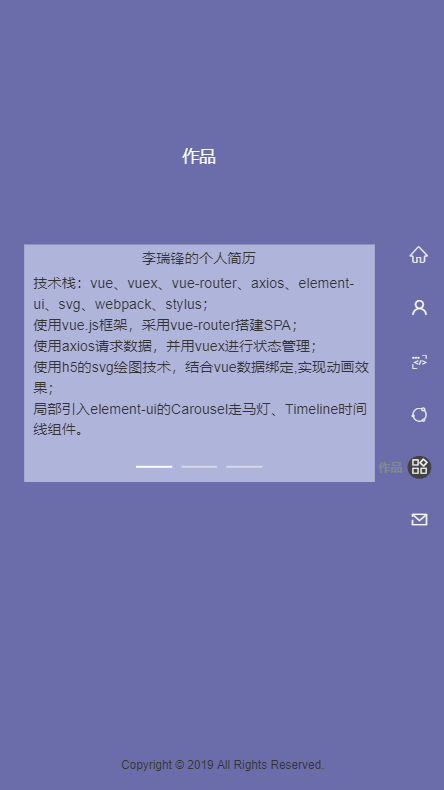 作品
李瑞锋的个人简历
技术栈：vue、vuex、vue-router、axios、element-
ui、svg、webpack、stylus；
使用vue.js框架，采用vue-router搭建SPA；
使用axios请求数据，并用vuex进行状态管理；
使用h5的svg绘图技术，结合vue数据绑定,实现动画效
果；
局部引入element-ui的Carousel走马灯、Timeline时间
线组件。
作品
Copyright © 2019 All Rights Reserved.